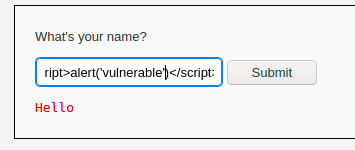 What's your name?
ript>alert('vulnerable')</script>
Submit
Hello